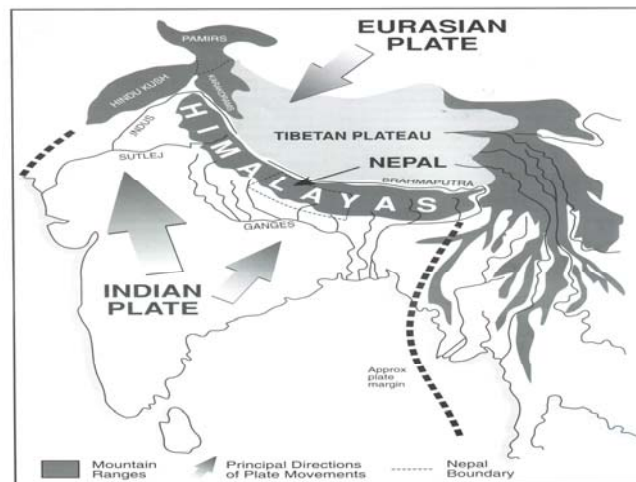 PAMIRS
EURASIAN
PLATE
HINDU KUSH
KARAKORAMS
INDUS
TIBETAN PLATEAU
HIMALAYAS
SUTLEJ
NEPAL
BRAHMAPUTRA
GANGES
INDIAN
PLATE
Approx
plate
margin
Mountain
Ranges
Principal Directions
of Plate Movements
Nepal
Boundary